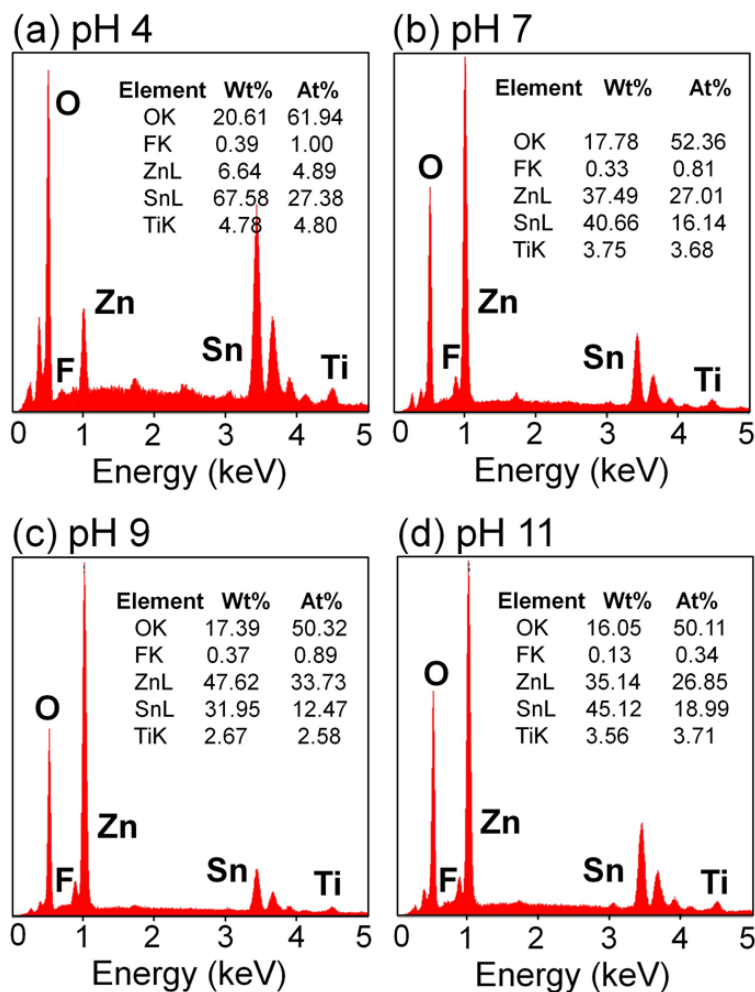 (a) pH 4
Element Wt% At%
OK 20.61 61.94
FK 0.39 1.00
ZnL 6.64 4.89
SnL 67.58 27.38
TiK 4.78 4.80
O
F
Zn
Sn
Ti
0 1 2 3 4 5
Energy (keV)
(b) pH 7
Element Wt% At%
OK 17.78 52.36
FK 0.33 0.81
ZnL 37.49 27.01
SnL 40.66 16.14
TiK 3.75 3.68
O
F
Zn
Sn
Ti
0 1 2 3 4 5
Energy (keV)
(c) pH 9
Element Wt% At%
OK 17.39 50.32
FK 0.37 0.89
ZnL 47.62 33.73
SnL 31.95 12.47
TiK 2.67 2.58
O
F
Zn
Sn
Ti
0 1 2 3 4 5
Energy (keV)
(d) pH 11
Element Wt% At%
OK 16.05 50.11
FK 0.13 0.34
ZnL 35.14 26.85
SnL 45.12 18.99
TiK 3.56 3.71
O
F
Zn
Sn
Ti
0 1 2 3 4 5
Energy (keV)